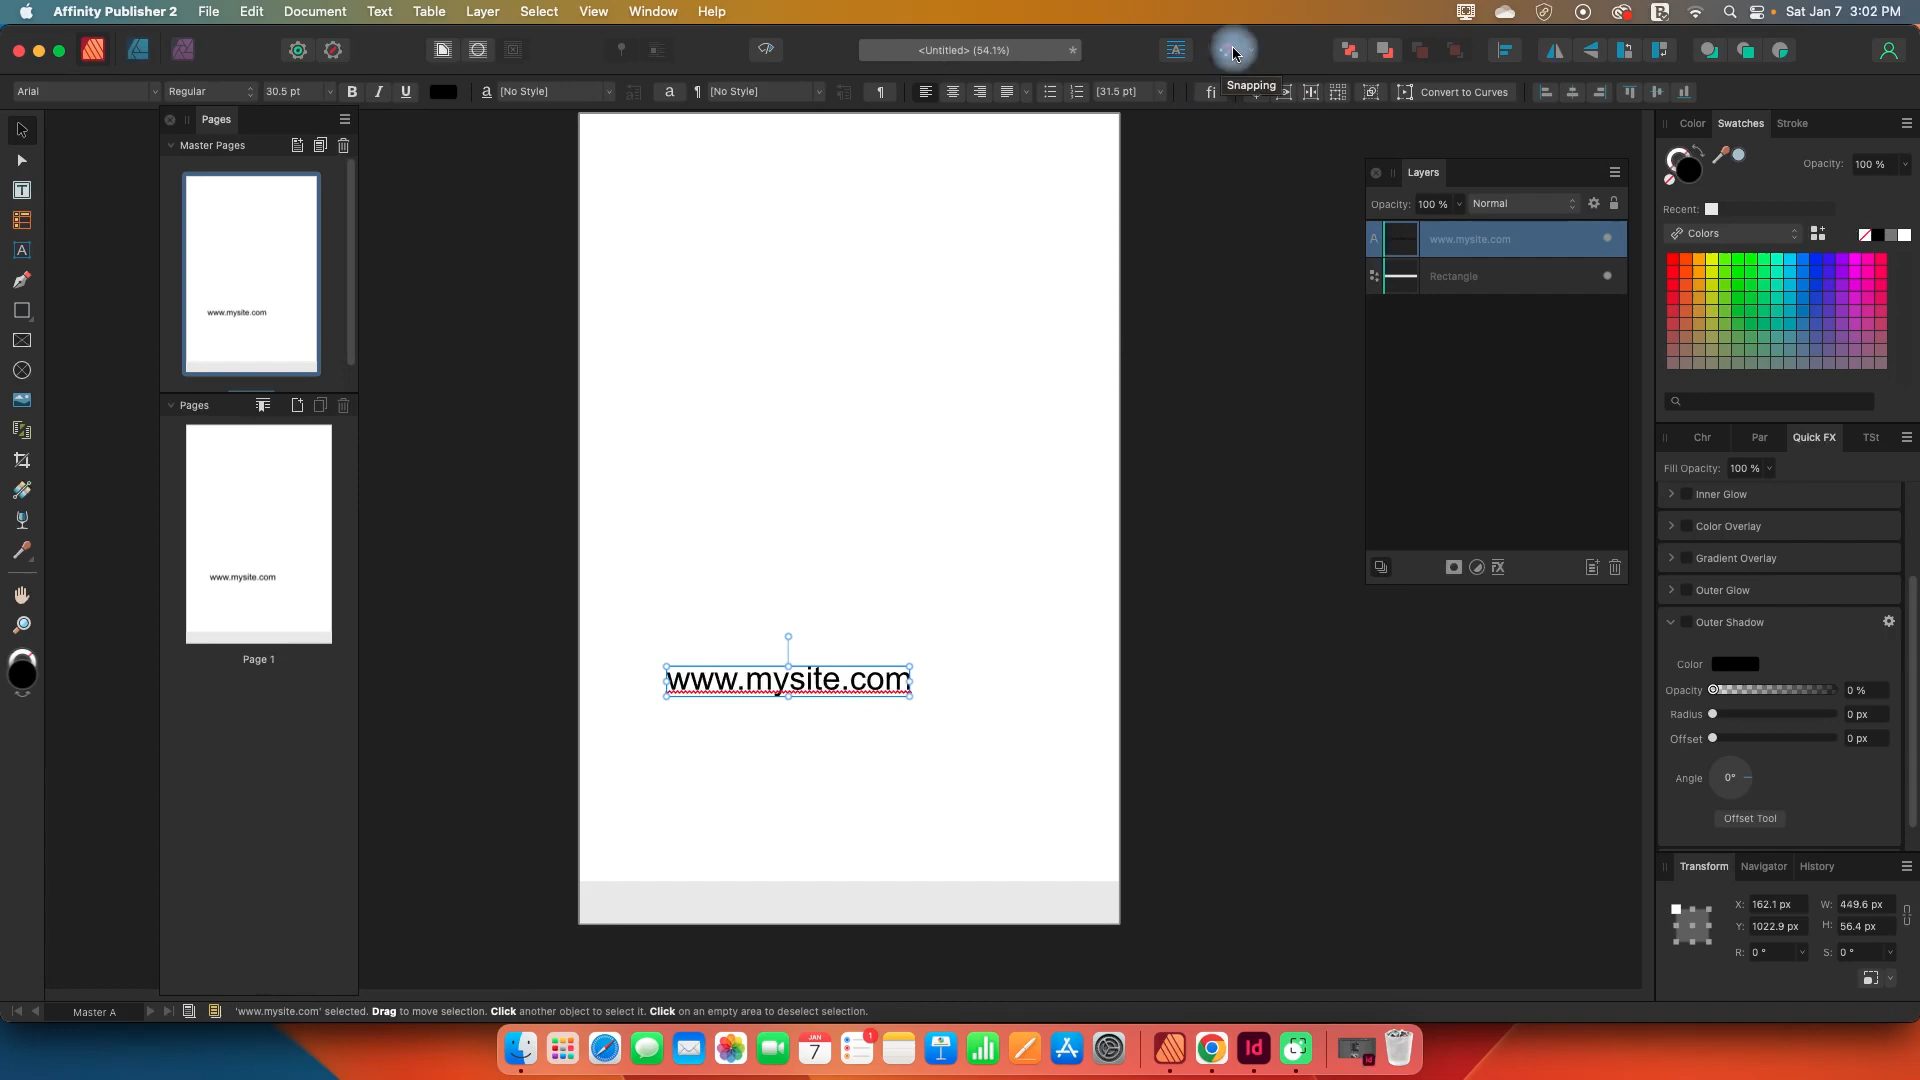 Affinity Publisher 2 File Edit Document Text Table Layer Select View Window Help Sat Jan 7 3:02 PM
<Untitled> (54.1%) *
Snapping
Arial Regular 30.5 pt B I U a [No Style] a ¶ [No Style] ¶ [31.5 pt] fi Convert to Curves
Pages
Master Pages
www.mysite.com
Pages
www.mysite.com
Page 1
www.mysite.com
Layers
Opacity: 100 % Normal
A www.mysite.com
Rectangle
Color Swatches Stroke
Opacity: 100 %
Recent:
Colors
Chr Par Quick FX TSt
Fill Opacity: 100 %
Inner Glow
Color Overlay
Gradient Overlay
Outer Glow
Outer Shadow
Color
Opacity 0 %
Radius 0 px
Offset 0 px
Angle 0°
Offset Tool
Transform Navigator History
X: 162.1 px W: 449.6 px
Y: 1022.9 px H: 56.4 px
R: 0 ° S: 0 °
Master A
'www.mysite.com' selected. Drag to move selection. Click another object to select it. Click on an empty area to deselect selection.
JAN
7
1
Id